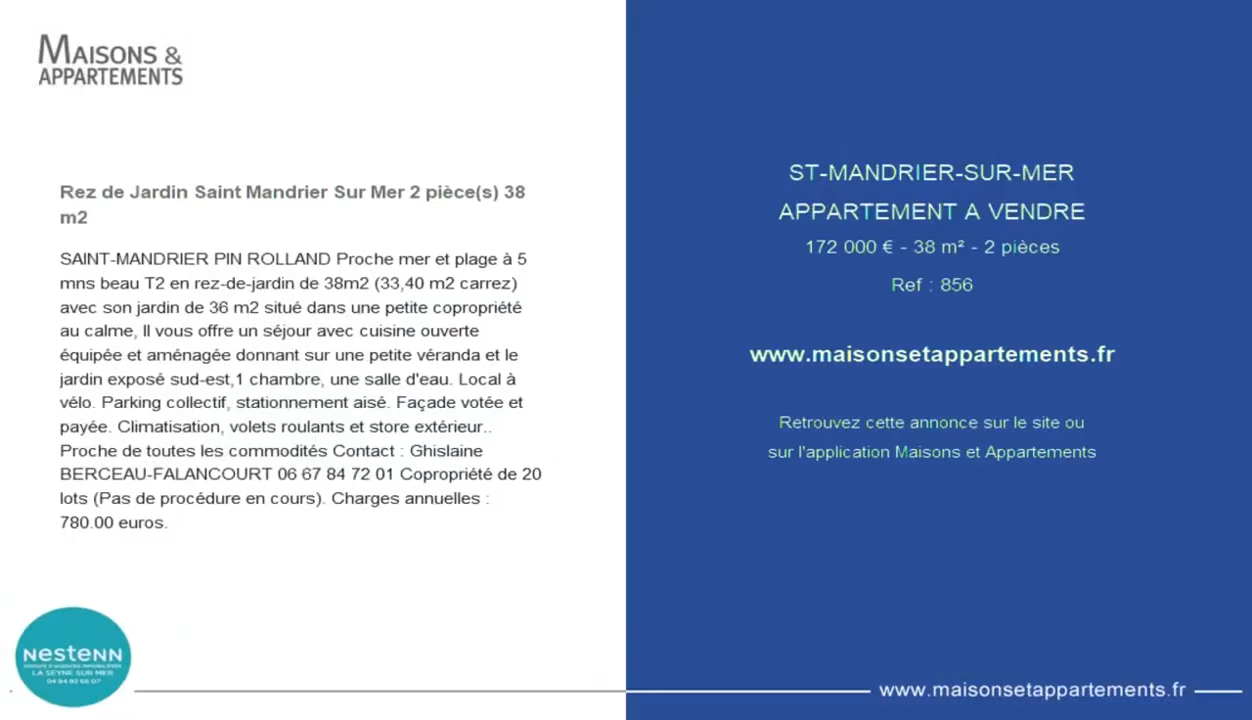 MAISONS &
APPARTEMENTS
Rez de Jardin Saint Mandrier Sur Mer 2 pièce(s) 38
m2
SAINT-MANDRIER PIN ROLLAND Proche mer et plage à 5
mns beau T2 en rez-de-jardin de 38m2 (33,40 m2 carrez)
avec son jardin de 36 m2 situé dans une petite copropriété
au calme, Il vous offre un séjour avec cuisine ouverte
équipée et aménagée donnant sur une petite véranda et le
jardin exposé sud-est,1 chambre, une salle d'eau. Local à
vélo. Parking collectif, stationnement aisé. Façade votée et
payée. Climatisation, volets roulants et store extérieur..
Proche de toutes les commodités Contact : Ghislaine
BERCEAU-FALANCOURT 06 67 84 72 01 Copropriété de 20
lots (Pas de procédure en cours). Charges annuelles :
780.00 euros.
ST-MANDRIER-SUR-MER
APPARTEMENT A VENDRE
172 000 € - 38 m² - 2 pièces
Ref : 856
www.maisonsetappartements.fr
Retrouvez cette annonce sur le site ou
sur l'application Maisons et Appartements
nestenn
LA SEYNE SUR MER
www.maisonsetappartements.fr